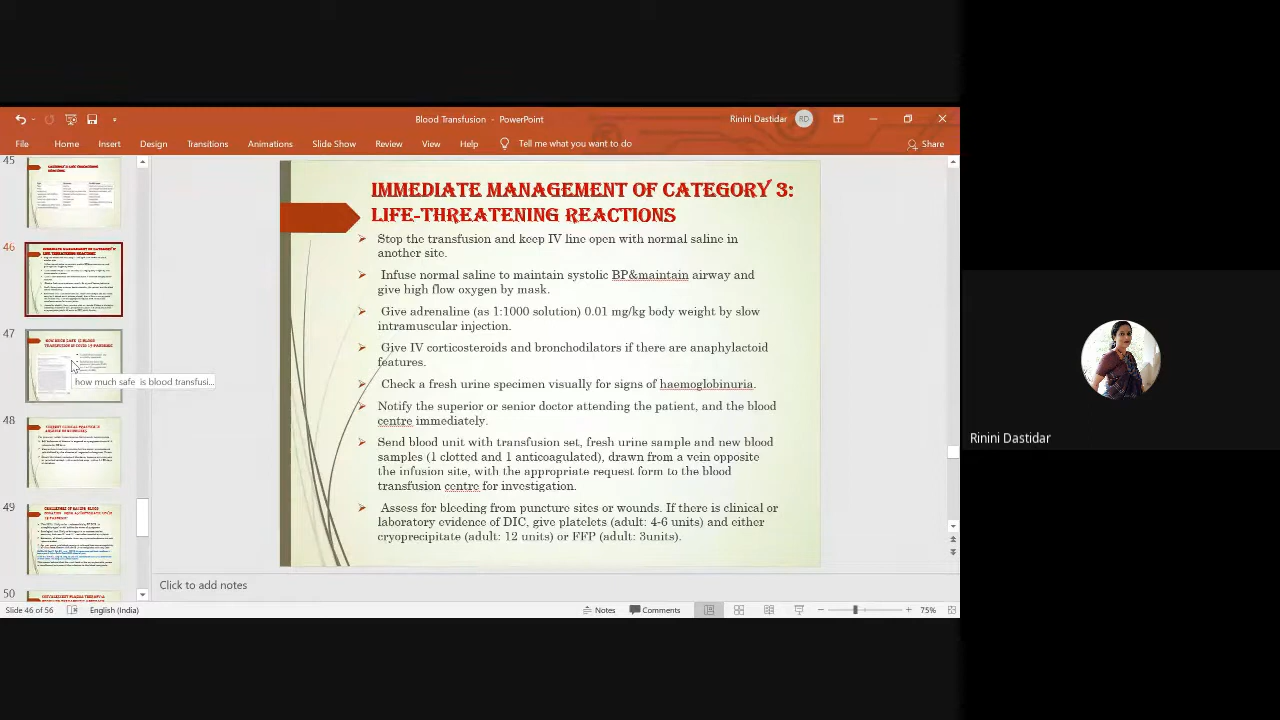 Blood Transfusion - PowerPoint
Rinini Dastidar
RD
File
Home
Insert
Design
Transitions
Animations
Slide Show
Review
View
Help
Tell me what you want to do
Share
45
46
47
how much safe is blood transfusi...
48
49
50
IMMEDIATE MANAGEMENT OF CATEGORY 3:
LIFE-THREATENING REACTIONS
Stop the transfusion and keep IV line open with normal saline in
another site.
Infuse normal saline to maintain systolic BP&maintain airway and
give high flow oxygen by mask.
Give adrenaline (as 1:1000 solution) 0.01 mg/kg body weight by slow
intramuscular injection.
Give IV corticosteroids and bronchodilators if there are anaphylactoid
features.
Check a fresh urine specimen visually for signs of haemoglobinuria.
Notify the superior or senior doctor attending the patient, and the blood
centre immediately.
Send blood unit with transfusion set, fresh urine sample and new blood
samples (1 clotted and 1 anticoagulated), drawn from a vein opposite
the infusion site, with the appropriate request form to the blood
transfusion centre for investigation.
Assess for bleeding from puncture sites or wounds. If there is clinical or
laboratory evidence of DIC, give platelets (adult: 4-6 units) and either
cryoprecipitate (adult: 12 units) or FFP (adult: 3units).
Click to add notes
Slide 46 of 56
English (India)
Notes
Comments
75%
Rinini Dastidar